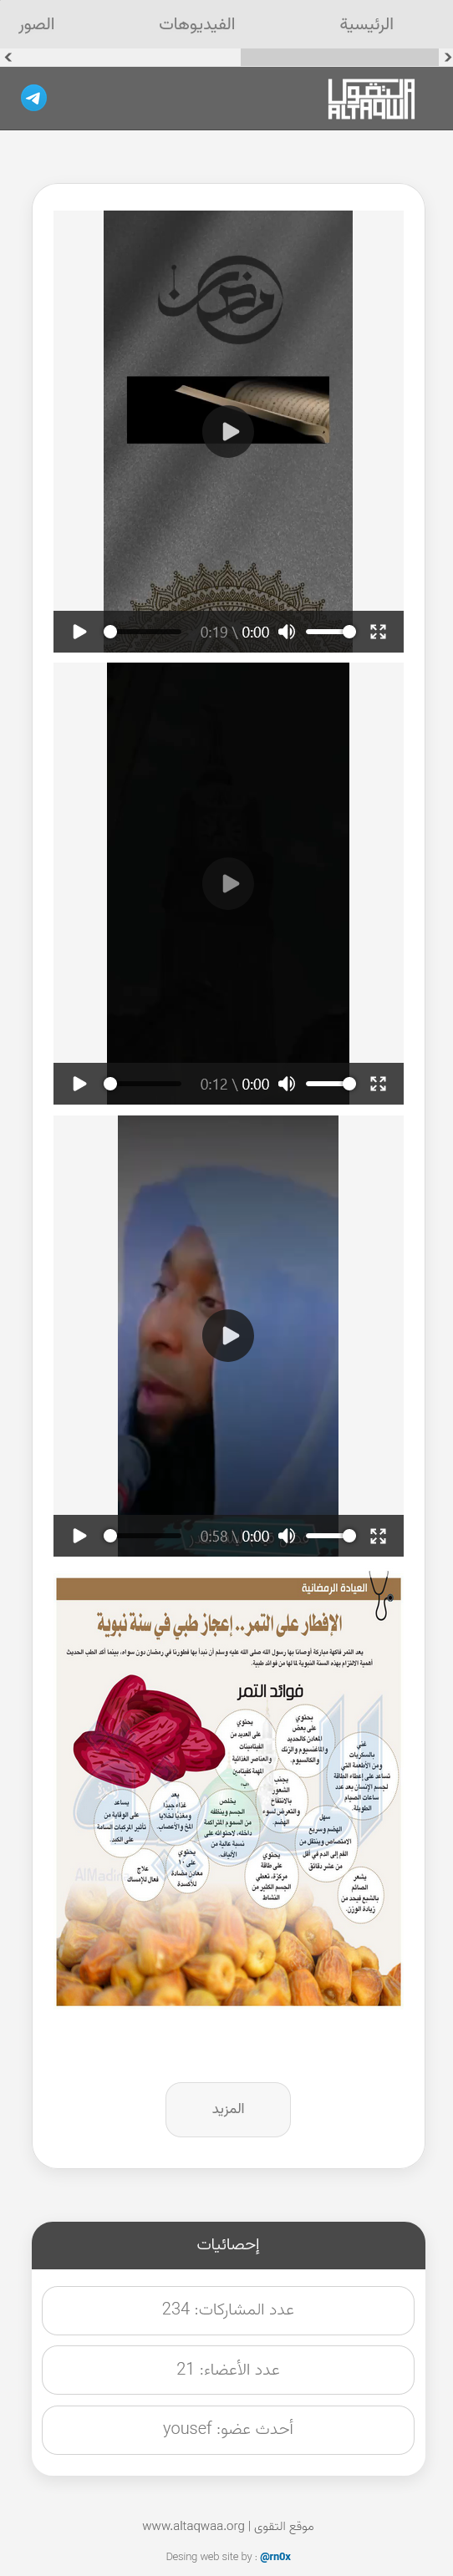 الرئيسية
الفيديوهات
الصور
التقوى
ALTAQWA
رمضان
0:19 \ 0:00
0:12 \ 0:00
0:58 \ 0:00
العيادة الرمضانية
الإفطار على التمر.. إعجاز طبي في سنة نبوية
يعد التمر فاكهة مباركة أوصانا بها رسول الله صلى الله عليه وسلم أن نبدأ بها فطورنا في رمضان دون سواه، بينما أكد الطب الحديث
أهمية الالتزام بهذه السنة النبوية لما لها من فوائد طبية.
فوائد التمر
غني
بالسكريات
ومن الأطعمة التي
تساعد على إعطاء الطاقة
لجسم الإنسان بعد عدد
ساعات الصيام
الطويلة.
يحتوي
على بعض
المعادن كالحديد
والماغنسيوم والزنك
والكالسيوم.
يحتوي
على العديد من
الفيتامينات
والعناصر الغذائية
المهمة كفيتامين
يجنب
الشعور
بالانتفاخ
والتعرض لسوء
الهضم.
سهل
الهضم وسريع
الامتصاص وينتقل من
الفم إلى الدم في أقل
من عشر دقائق
يخلص
الجسم وينظفه
من السموم المتراكمة
داخله، لاحتوائه على
نسبة عالية من
الألياف.
يعد
غذاء جيداً
ومغذياً لخلايا
المخ والأعصاب.
يساعد
على الوقاية من
تأثير المركبات السامة
على الكبد.
يحتوي
على ١٠
معادن مضادة
للأكسدة
علاج
فعال للإمساك
يحتوي
على طاقة
مركزة، تعطي
الجسم الكثير من
النشاط
يشعر
الصائم
بالشبع فيحد من
زيادة الوزن.
المزيد
إحصائيات
عدد المشاركات: 234
عدد الأعضاء: 21
أحدث عضو: yousef
موقع التقوى | www.altaqwaa.org
Desing web site by : @rn0x